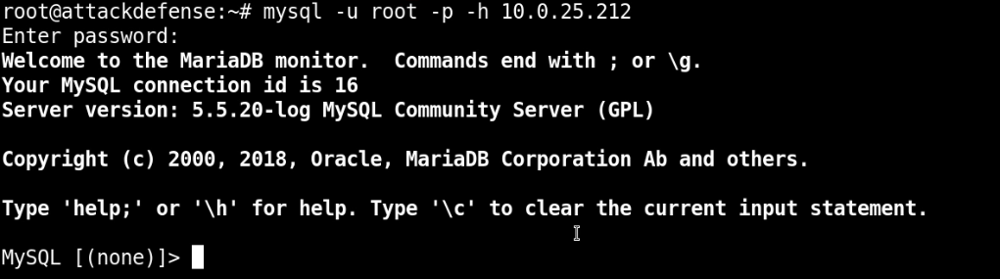 root@attackdefense:~# mysql -u root -p -h 10.0.25.212
Enter password:
Welcome to the MariaDB monitor.  Commands end with ; or \g.
Your MySQL connection id is 16
Server version: 5.5.20-log MySQL Community Server (GPL)
Copyright (c) 2000, 2018, Oracle, MariaDB Corporation Ab and others.
Type 'help;' or '\h' for help. Type '\c' to clear the current input statement.
MySQL [(none)]>